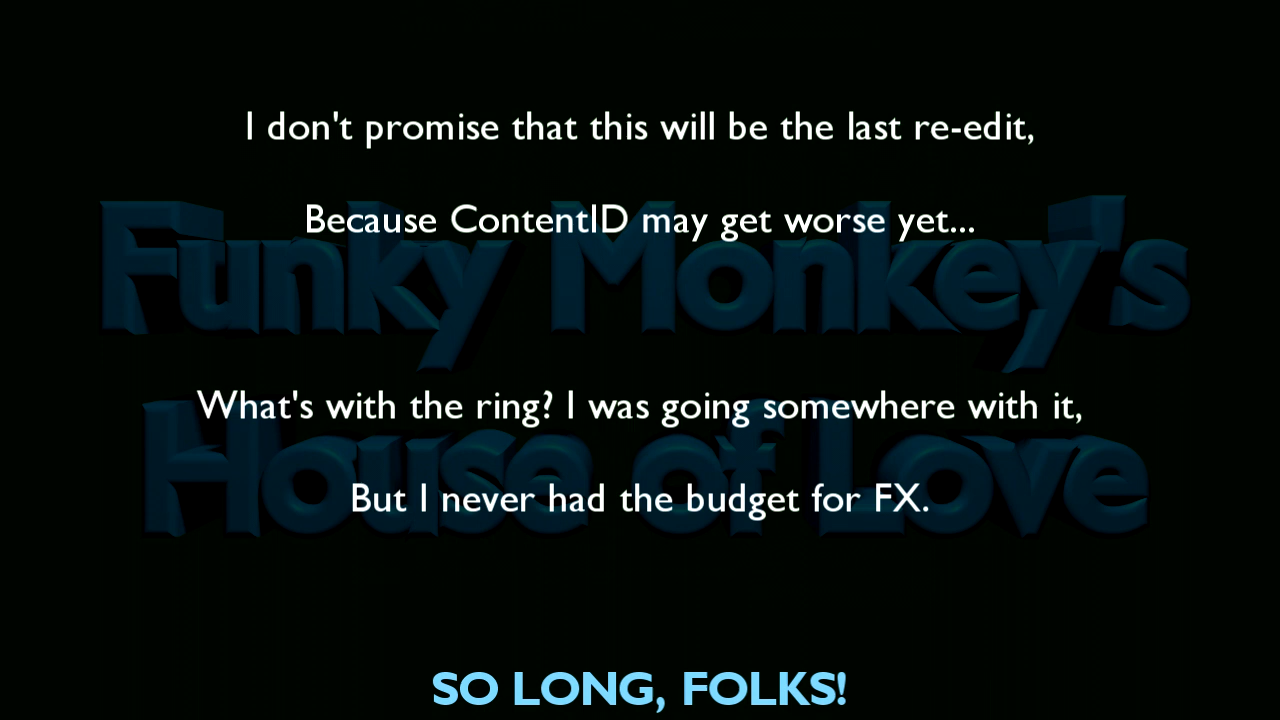 I don't promise that this will be the last re-edit,
Because ContentID may get worse yet...
Funky Monkey's
What's with the ring? I was going somewhere with it,
House of Love
But I never had the budget for FX.
SO LONG, FOLKS!